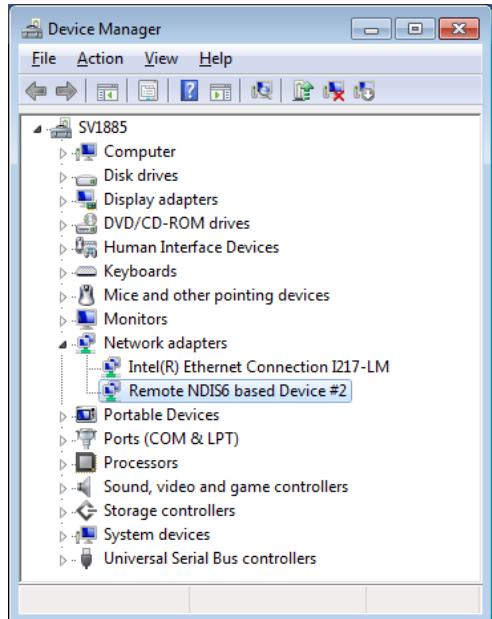 Device Manager
File Action View Help
SV1885
Computer
Disk drives
Display adapters
DVD/CD-ROM drives
Human Interface Devices
Keyboards
Mice and other pointing devices
Monitors
Network adapters
Intel(R) Ethernet Connection I217-LM
Remote NDIS6 based Device #2
Portable Devices
Ports (COM & LPT)
Processors
Sound, video and game controllers
Storage controllers
System devices
Universal Serial Bus controllers